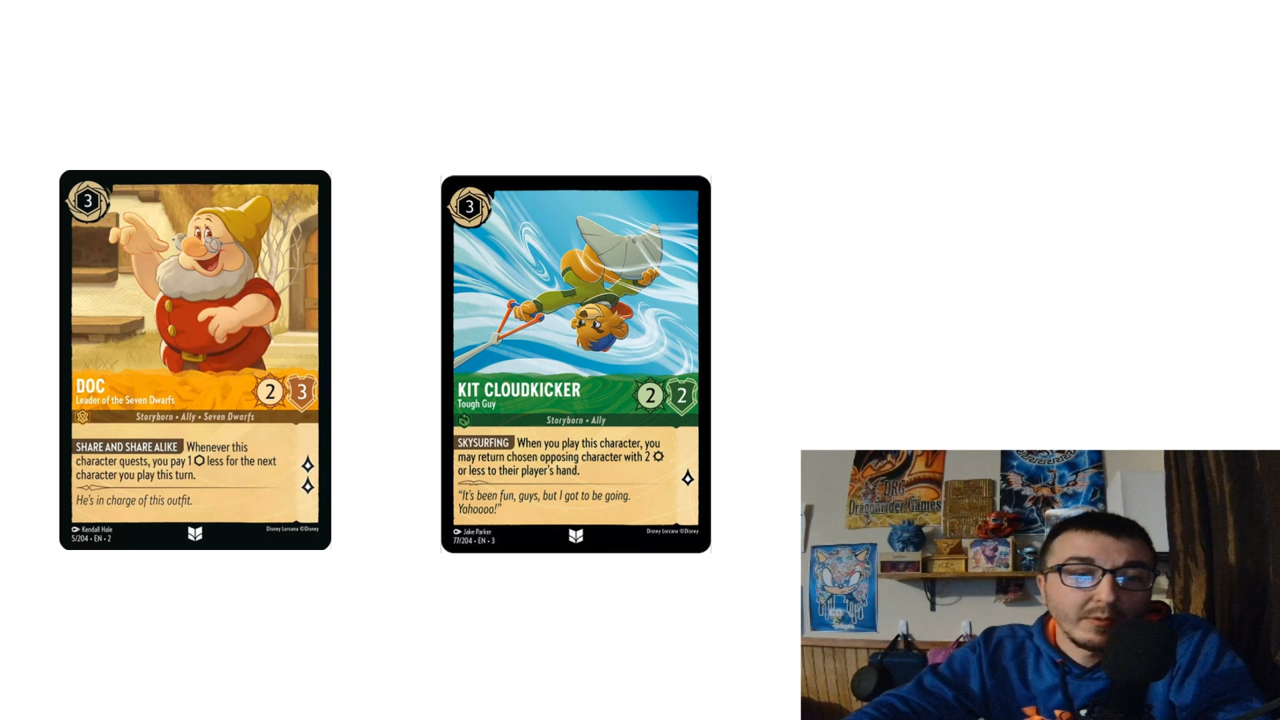 3
DOC
Leader of the Seven Dwarfs
2
3
Storyborn • Ally • Seven Dwarfs
SHARE AND SHARE ALIKE Whenever this
character quests, you pay 1 ⬡ less for the next
character you play this turn.
He's in charge of this outfit.
Kendall Hale
5/204 • EN • 2
Disney Lorcana ©Disney
3
KIT CLOUDKICKER
Tough Guy
2
2
Storyborn • Ally
SKYSURFING When you play this character, you
may return chosen opposing character with 2 ¤
or less to their player's hand.
"It's been fun, guys, but I got to be going.
Yahoooo!"
Jake Parker
77/204 • EN • 3
Disney Lorcana ©Disney
DRG
Dragonrider Games